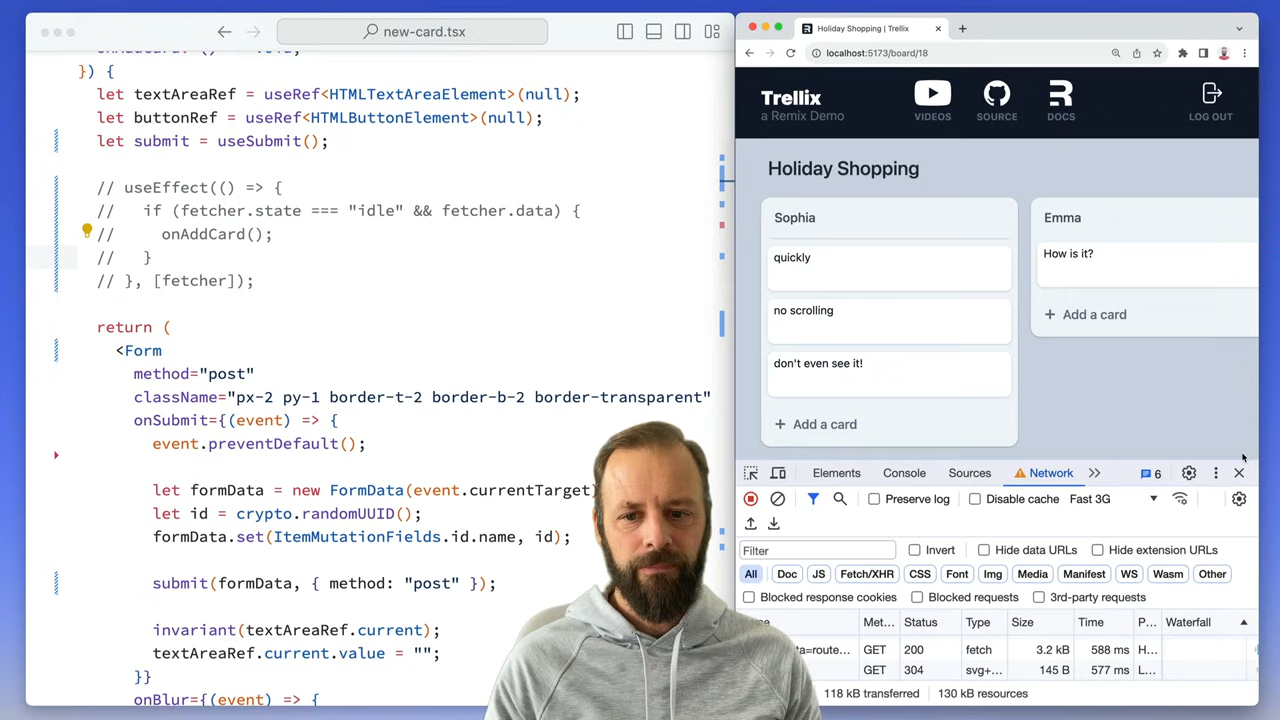 new-card.tsx
}) {
let textAreaRef = useRef<HTMLTextAreaElement>(null);
let buttonRef = useRef<HTMLButtonElement>(null);
let submit = useSubmit();
// useEffect(() => {
//   if (fetcher.state === "idle" && fetcher.data) {
//     onAddCard();
//   }
// }, [fetcher]);
return (
<Form
method="post"
className="px-2 py-1 border-t-2 border-b-2 border-transparent"
onSubmit={(event) => {
event.preventDefault();
let formData = new FormData(event.currentTarget)
let id = crypto.randomUUID();
formData.set(ItemMutationFields.id.name, id);
submit(formData, { method: "post" });
invariant(textAreaRef.current);
textAreaRef.current.value = "";
}}
onBlur={(event) => {
Holiday Shopping | Trellix
localhost:5173/board/18
Trellix
a Remix Demo
VIDEOS
SOURCE
DOCS
LOG OUT
Holiday Shopping
Sophia
quickly
no scrolling
don't even see it!
+ Add a card
Emma
How is it?
+ Add a card
Elements Console Sources Network 6
Preserve log Disable cache Fast 3G
Filter Invert Hide data URLs Hide extension URLs
All Doc JS Fetch/XHR CSS Font Img Media Manifest WS Wasm Other
Blocked response cookies Blocked requests 3rd-party requests
Met... Status Type Size Time P... Waterfall
ta=route... GET 200 fetch 3.2 kB 588 ms H...
GET 304 svg+... 145 B 577 ms L...
118 kB transferred 130 kB resources